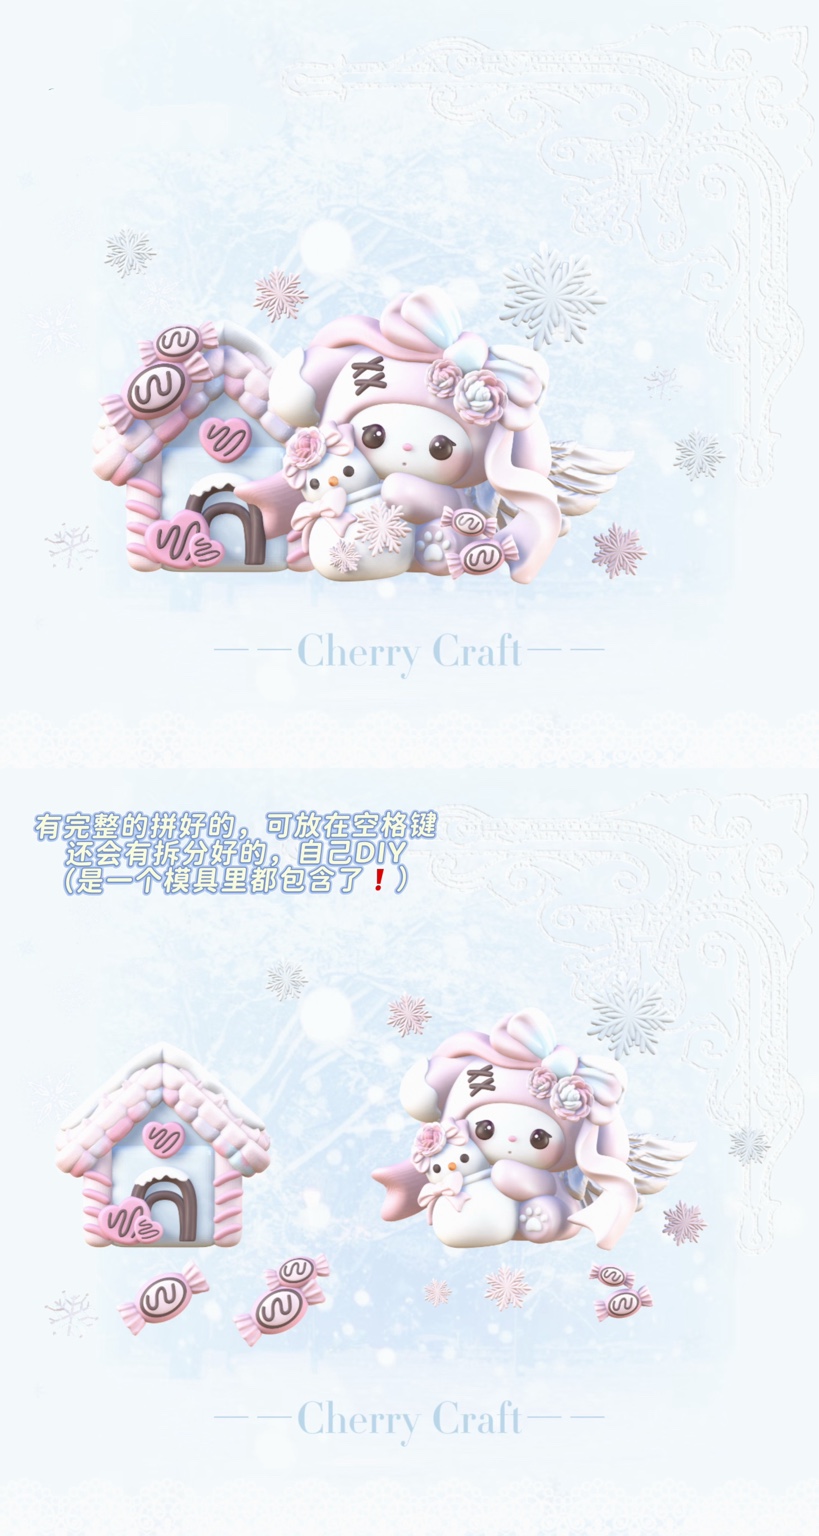 — —Cherry Craft— —
有完整的拼好的，可放在空格键
还会有拆分好的，自己DIY
（是一个模具里都包含了❗）
— —Cherry Craft— —